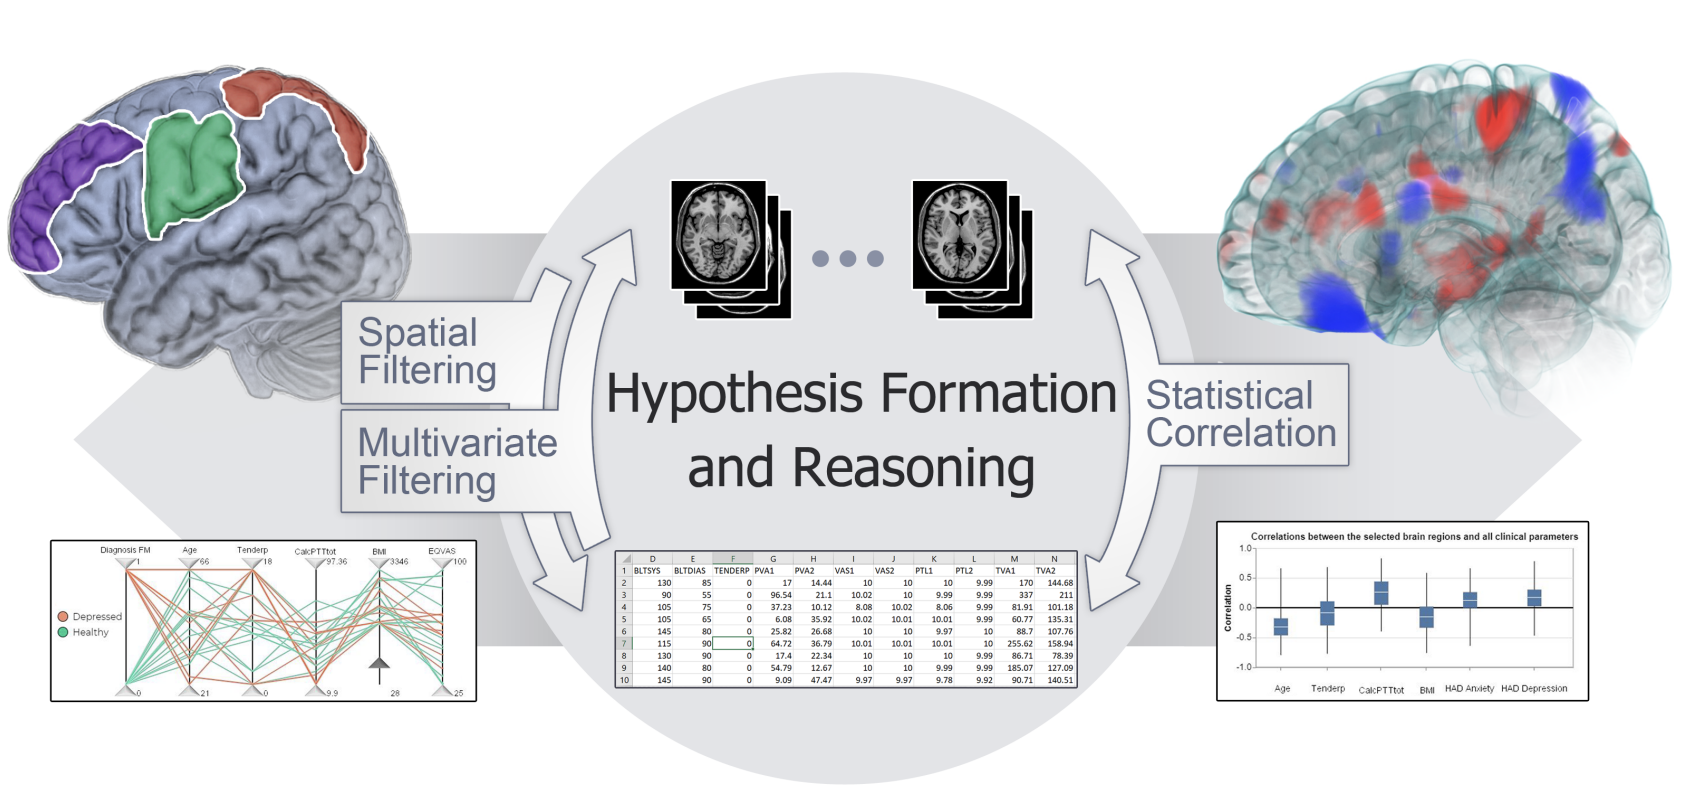 Spatial
Filtering
Multivariate
Filtering
Hypothesis Formation
and Reasoning
Statistical
Correlation
Diagnosis FM Age Tenderp CalcPTTtot BMI EQVAS
1 66 18 97.36 3346 100
Depressed
Healthy
0 21 0 9.9 28 25
D E F G H I J K L M N
1 BLTSYS BLTDIAS TENDERP PVA1 PVA2 VAS1 VAS2 PTL1 PTL2 TVA1 TVA2
2 130 85 0 17 14.44 10 10 10 9.99 170 144.68
3 90 55 0 96.54 21.1 10.02 10 9.99 9.99 337 211
4 105 75 0 37.23 10.12 8.08 10.02 8.06 9.99 81.91 101.18
5 105 65 0 6.08 35.92 10.02 10.01 10.01 9.99 60.77 135.31
6 145 80 0 25.82 26.68 10 10 9.97 10 88.7 107.76
7 115 90 0 64.72 36.79 10.01 10.01 10.01 10 255.62 158.94
8 130 90 0 17.4 22.34 10 10 10 9.99 86.71 78.39
9 140 80 0 54.79 12.67 10 10 9.99 9.99 185.07 127.09
10 145 90 0 9.09 47.47 9.97 9.97 9.78 9.92 90.71 140.51
Correlations between the selected brain regions and all clinical parameters
Correlation
1.0
0.5
0.0
-0.5
-1.0
Age Tenderp CalcPTTtot BMI HAD Anxiety HAD Depression